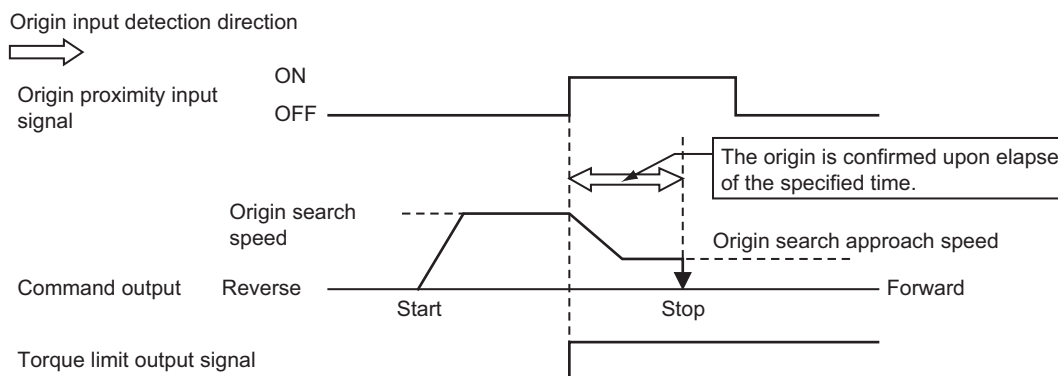 Origin input detection direction
ON
Origin proximity input
signal
OFF
The origin is confirmed upon elapse
of the specified time.
Origin search
speed
Origin search approach speed
Command output
Reverse
Forward
Start
Stop
Torque limit output signal